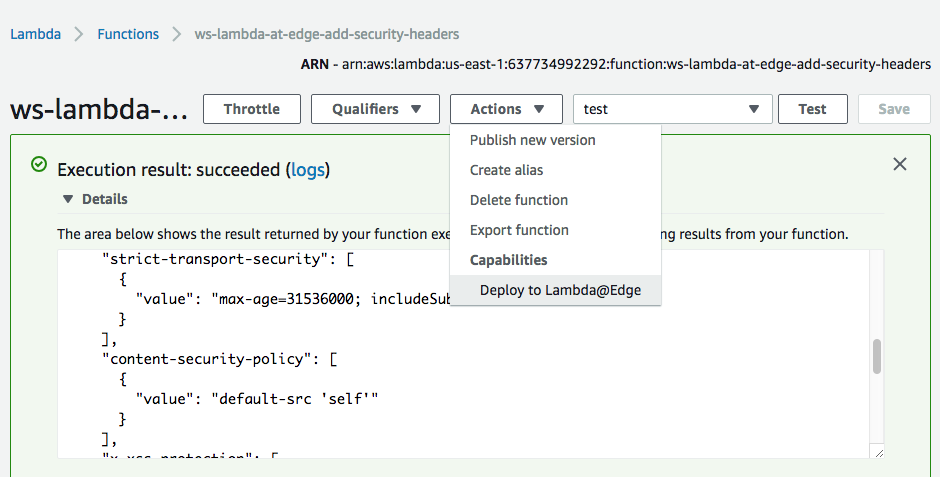 Lambda > Functions > ws-lambda-at-edge-add-security-headers
ARN - arn:aws:lambda:us-east-1:637734992292:function:ws-lambda-at-edge-add-security-headers
ws-lambda-... Throttle Qualifiers Actions test Test Save
Publish new version
Create alias
Delete function
Export function
Capabilities
Deploy to Lambda@Edge
Execution result: succeeded (logs)
Details
The area below shows the result returned by your function exe ng results from your function.
"strict-transport-security": [
{
"value": "max-age=31536000; includeSub
}
],
"content-security-policy": [
{
"value": "default-src 'self'"
}
],
"x-xss-protection": [